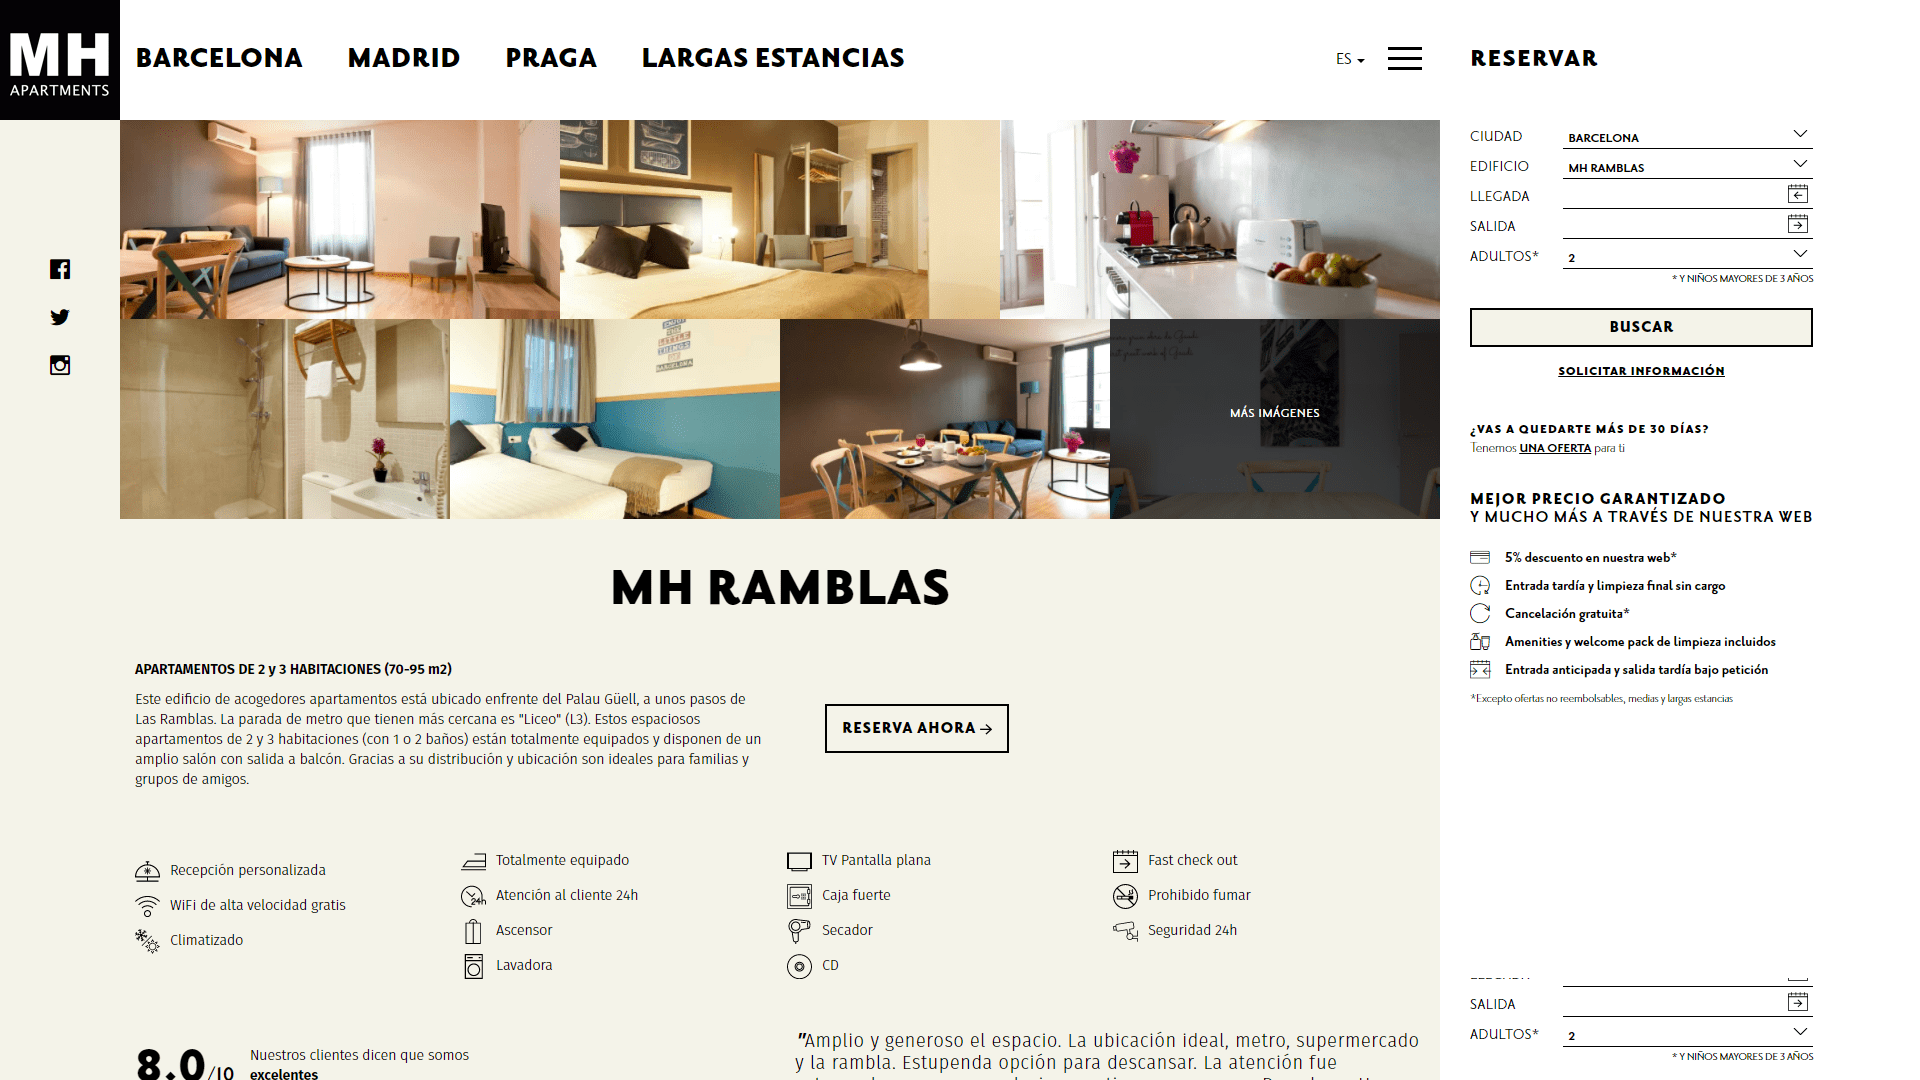 MH
APARTMENTS
BARCELONA
MADRID
PRAGA
LARGAS ESTANCIAS
ES
RESERVAR
CIUDAD
BARCELONA
EDIFICIO
MH RAMBLAS
LLEGADA
SALIDA
ADULTOS*
2
* Y NIÑOS MAYORES DE 3 AÑOS
BUSCAR
SOLICITAR INFORMACIÓN
¿VAS A QUEDARTE MÁS DE 30 DÍAS?
Tenemos UNA OFERTA para ti
MEJOR PRECIO GARANTIZADO
Y MUCHO MÁS A TRAVÉS DE NUESTRA WEB
5% descuento en nuestra web*
Entrada tardía y limpieza final sin cargo
Cancelación gratuita*
Amenities y welcome pack de limpieza incluidos
Entrada anticipada y salida tardía bajo petición
*Excepto ofertas no reembolsables, medias y largas estancias
MÁS IMÁGENES
MH RAMBLAS
APARTAMENTOS DE 2 y 3 HABITACIONES (70-95 m2)
Este edificio de acogedores apartamentos está ubicado enfrente del Palau Güell, a unos pasos de
Las Ramblas. La parada de metro que tienen más cercana es "Liceo" (L3). Estos espaciosos
apartamentos de 2 y 3 habitaciones (con 1 o 2 baños) están totalmente equipados y disponen de un
amplio salón con salida a balcón. Gracias a su distribución y ubicación son ideales para familias y
grupos de amigos.
RESERVA AHORA
Recepción personalizada
WiFi de alta velocidad gratis
Climatizado
Totalmente equipado
Atención al cliente 24h
Ascensor
Lavadora
TV Pantalla plana
Caja fuerte
Secador
CD
Fast check out
Prohibido fumar
Seguridad 24h
8.0/10
Nuestros clientes dicen que somos
excelentes
"Amplio y generoso el espacio. La ubicación ideal, metro, supermercado
y la rambla. Estupenda opción para descansar. La atención fue
SALIDA
ADULTOS*
2
* Y NIÑOS MAYORES DE 3 AÑOS